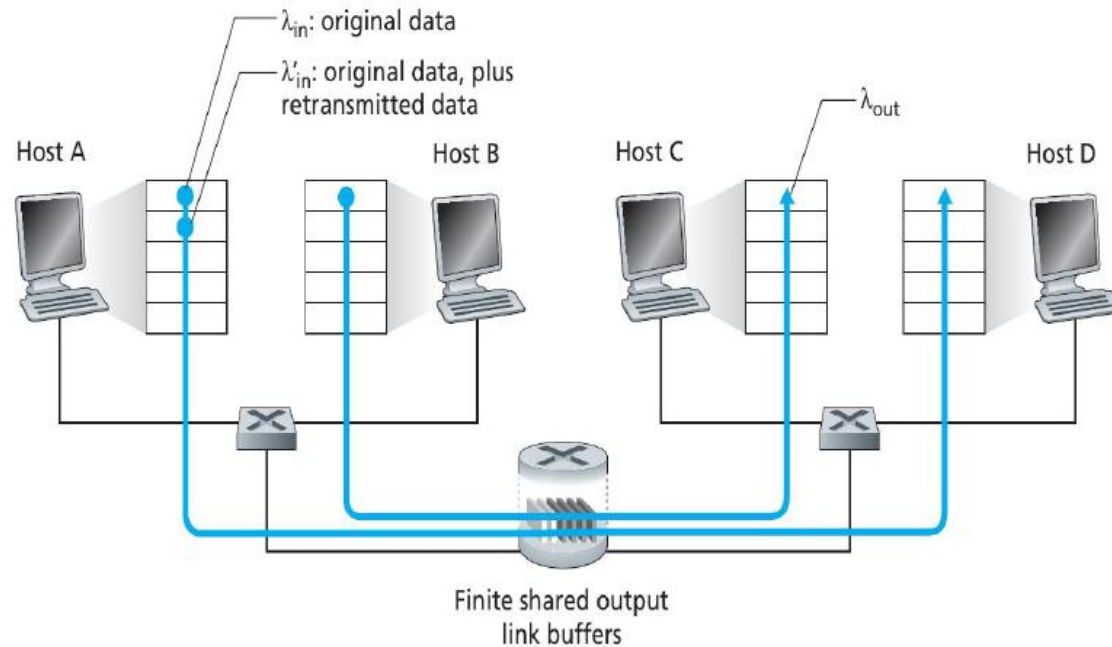 λin: original data
λ'in: original data, plus
retransmitted data
λout
Host A
Host B
Host C
Host D
Finite shared output
link buffers